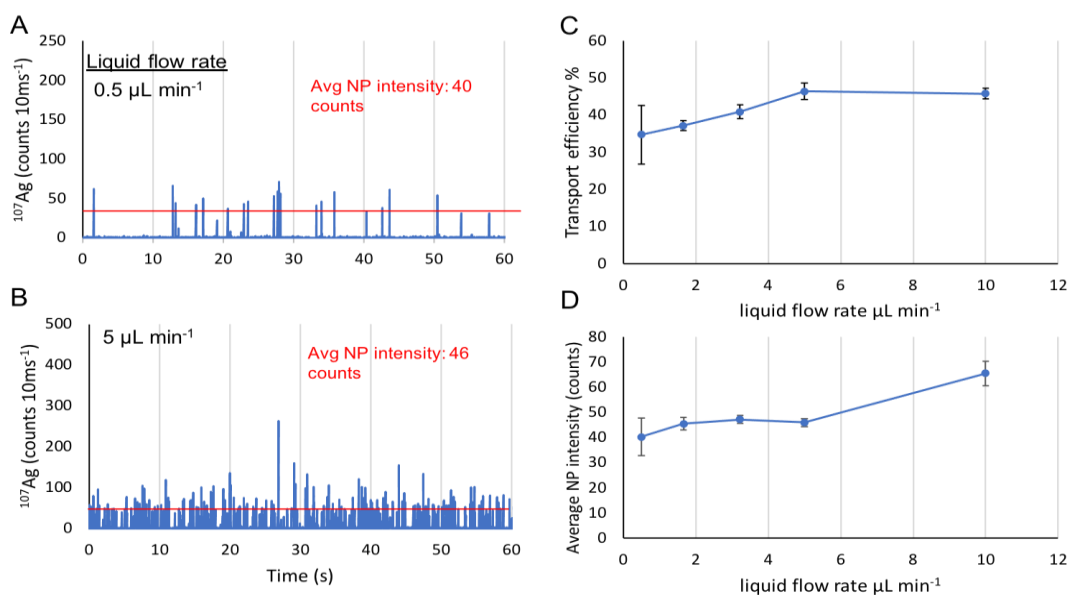 A
Liquid flow rate
0.5 µL min⁻¹
Avg NP intensity: 40
counts
¹⁰⁷Ag (counts 10ms⁻¹)
250
200
150
100
50
0
0 10 20 30 40 50 60
B
5 µL min⁻¹
Avg NP intensity: 46
counts
¹⁰⁷Ag (counts 10ms⁻¹)
500
400
300
200
100
0
0 10 20 30 40 50 60
Time (s)
C
Transport efficiency %
60
50
40
30
20
10
0
0 2 4 6 8 10 12
liquid flow rate µL min⁻¹
D
Average NP intensity (counts)
80
70
60
50
40
30
20
10
0
0 2 4 6 8 10 12
liquid flow rate µL min⁻¹